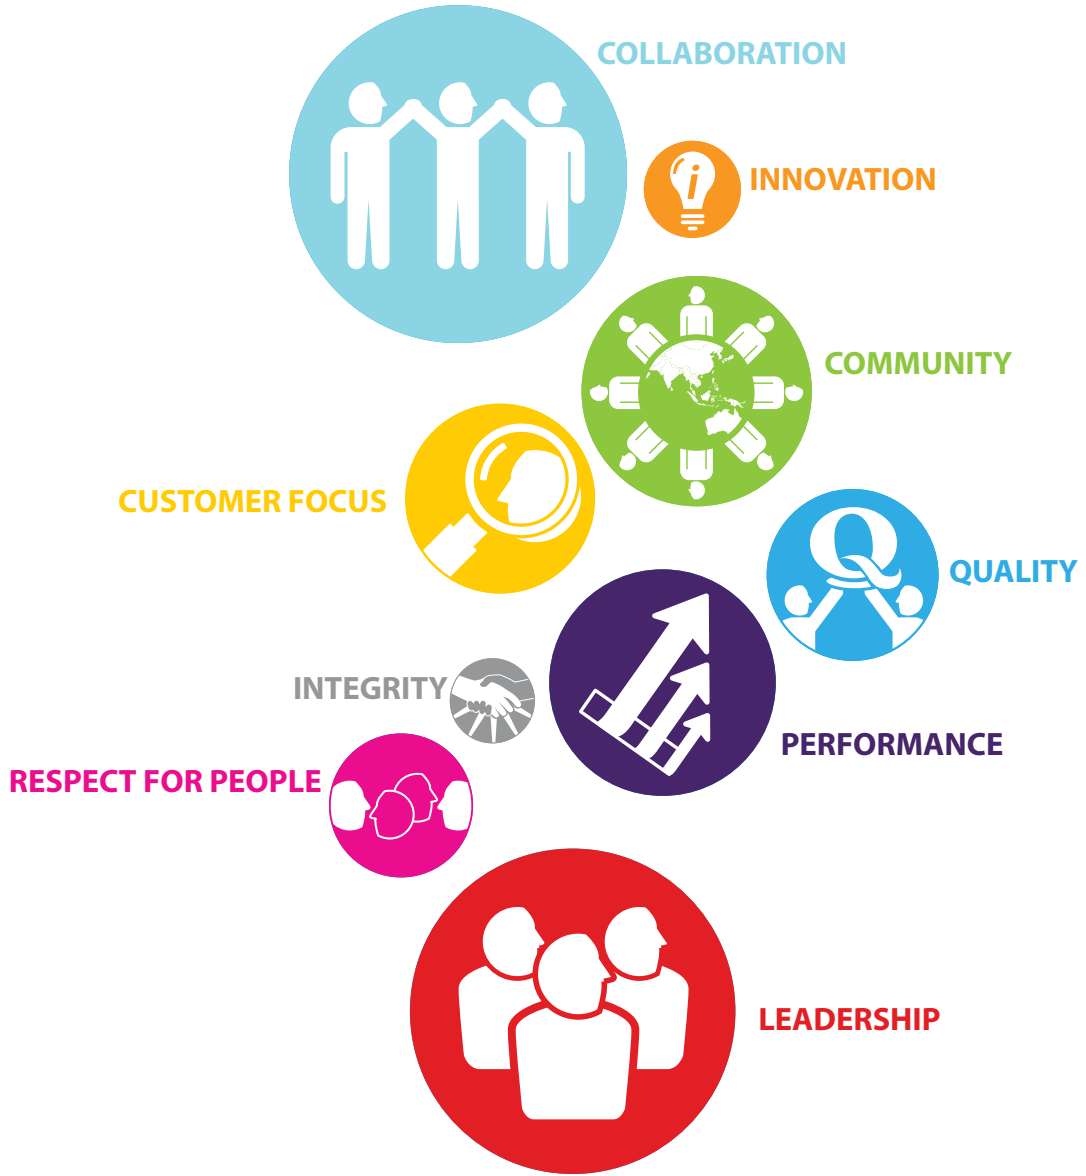 COLLABORATION
i
INNOVATION
COMMUNITY
CUSTOMER FOCUS
Q
QUALITY
INTEGRITY
PERFORMANCE
RESPECT FOR PEOPLE
LEADERSHIP